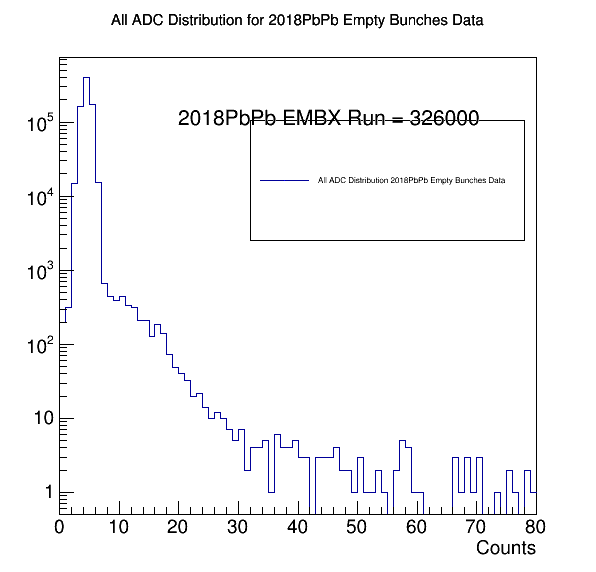 All ADC Distribution for 2018PbPb Empty Bunches Data
2018PbPb EMBX Run = 326000
All ADC Distribution 2018PbPb Empty Bunches Data
10^5
10^4
10^3
10^2
10
1
0 10 20 30 40 50 60 70 80
Counts